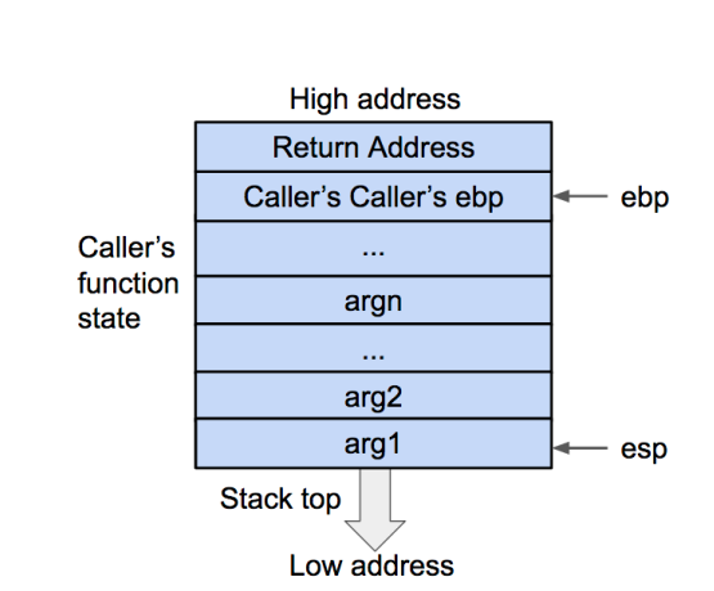 High address
Return Address
Caller's Caller's ebp
ebp
Caller's
function
state
...
argn
...
arg2
arg1
esp
Stack top
Low address